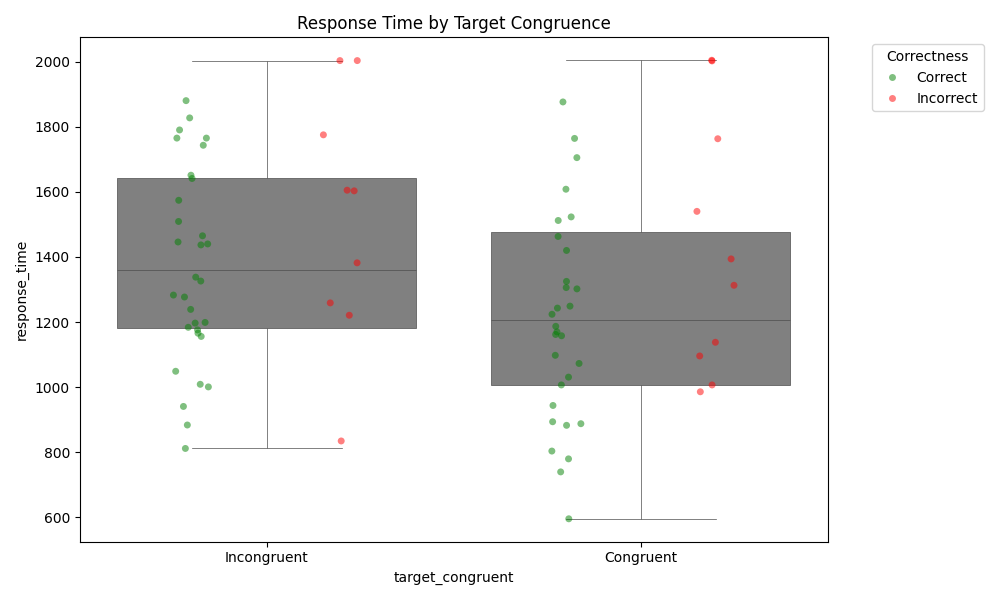 Response Time by Target Congruence
Correctness
Correct
Incorrect
response_time
2000
1800
1600
1400
1200
1000
800
600
Incongruent
Congruent
target_congruent